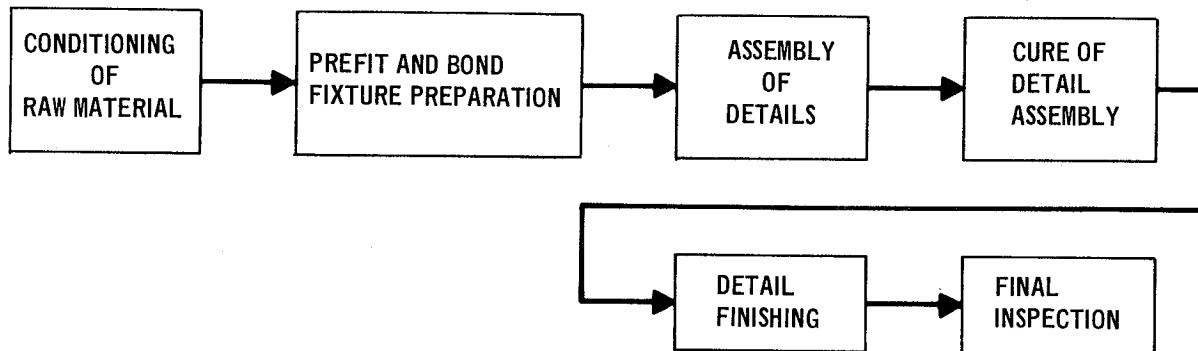 CONDITIONING
OF
RAW MATERIAL
PREFIT AND BOND
FIXTURE PREPARATION
ASSEMBLY
OF
DETAILS
CURE OF
DETAIL
ASSEMBLY
DETAIL
FINISHING
FINAL
INSPECTION